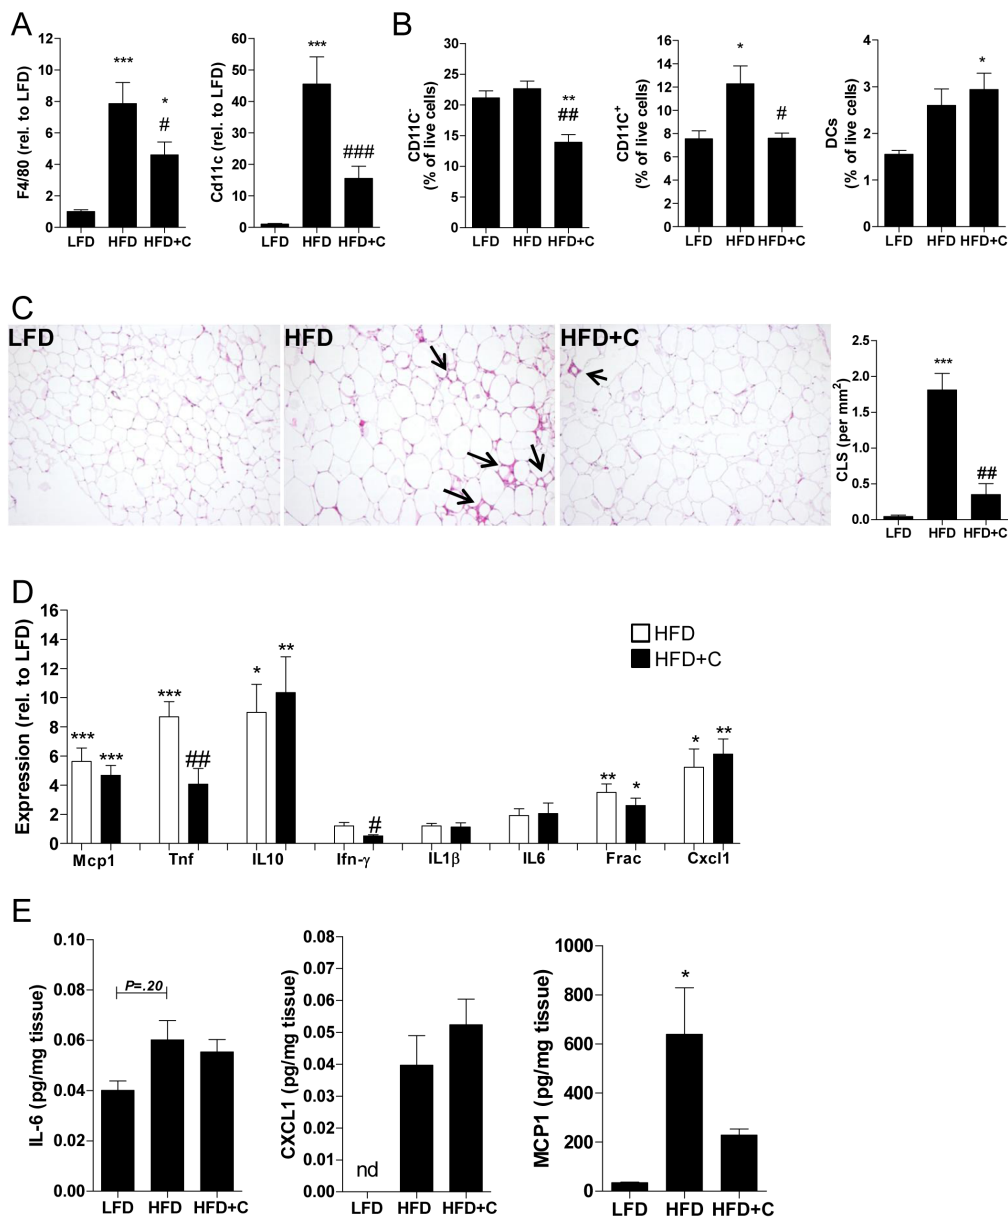 A
F4/80 (rel. to LFD)
12
10
8
6
4
2
0
***
*
#
LFD
HFD
HFD+C
Cd11c (rel. to LFD)
60
50
40
30
20
10
0
***
###
LFD
HFD
HFD+C
B
CD11C-
(% of live cells)
30
25
20
15
10
5
0
**
##
LFD
HFD
HFD+C
CD11C+
(% of live cells)
16
14
12
10
8
6
4
2
0
*
#
LFD
HFD
HFD+C
DCs
(% of live cells)
4
3
2
1
0
*
LFD
HFD
HFD+C
C
LFD
HFD
HFD+C
CLS (per mm2)
2.5
2.0
1.5
1.0
0.5
0.0
***
##
LFD
HFD
HFD+C
D
Expression (rel. to LFD)
16
14
12
10
8
6
4
2
0
HFD
HFD+C
***
***
***
##
*
**
#
**
*
*
**
Mcp1
Tnf
IL10
Ifn-γ
IL1β
IL6
Frac
Cxcl1
E
IL-6 (pg/mg tissue)
0.10
0.08
0.06
0.04
0.02
0.00
P=.20
LFD
HFD
HFD+C
CXCL1 (pg/mg tissue)
0.08
0.07
0.06
0.05
0.04
0.03
0.02
0.01
0.00
nd
LFD
HFD
HFD+C
MCP1 (pg/mg tissue)
1000
800
600
400
200
0
*
LFD
HFD
HFD+C